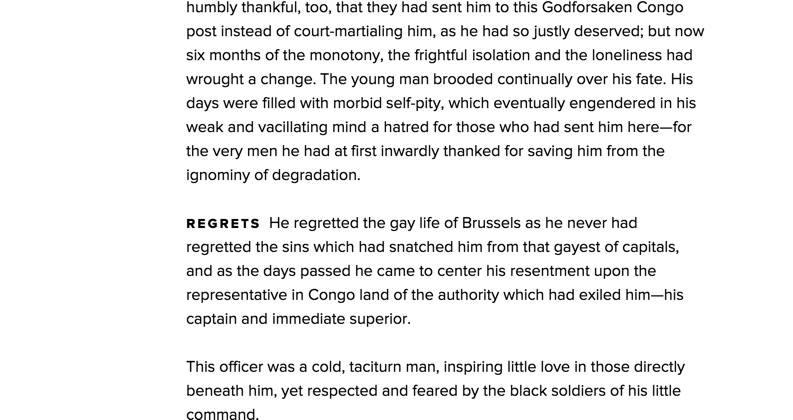 humbly thankful, too, that they had sent him to this Godforsaken Congo
post instead of court-martialing him, as he had so justly deserved; but now
six months of the monotony, the frightful isolation and the loneliness had
wrought a change. The young man brooded continually over his fate. His
days were filled with morbid self-pity, which eventually engendered in his
weak and vacillating mind a hatred for those who had sent him here—for
the very men he had at first inwardly thanked for saving him from the
ignominy of degradation.
REGRETS He regretted the gay life of Brussels as he never had
regretted the sins which had snatched him from that gayest of capitals,
and as the days passed he came to center his resentment upon the
representative in Congo land of the authority which had exiled him—his
captain and immediate superior.
This officer was a cold, taciturn man, inspiring little love in those directly
beneath him, yet respected and feared by the black soldiers of his little
command.